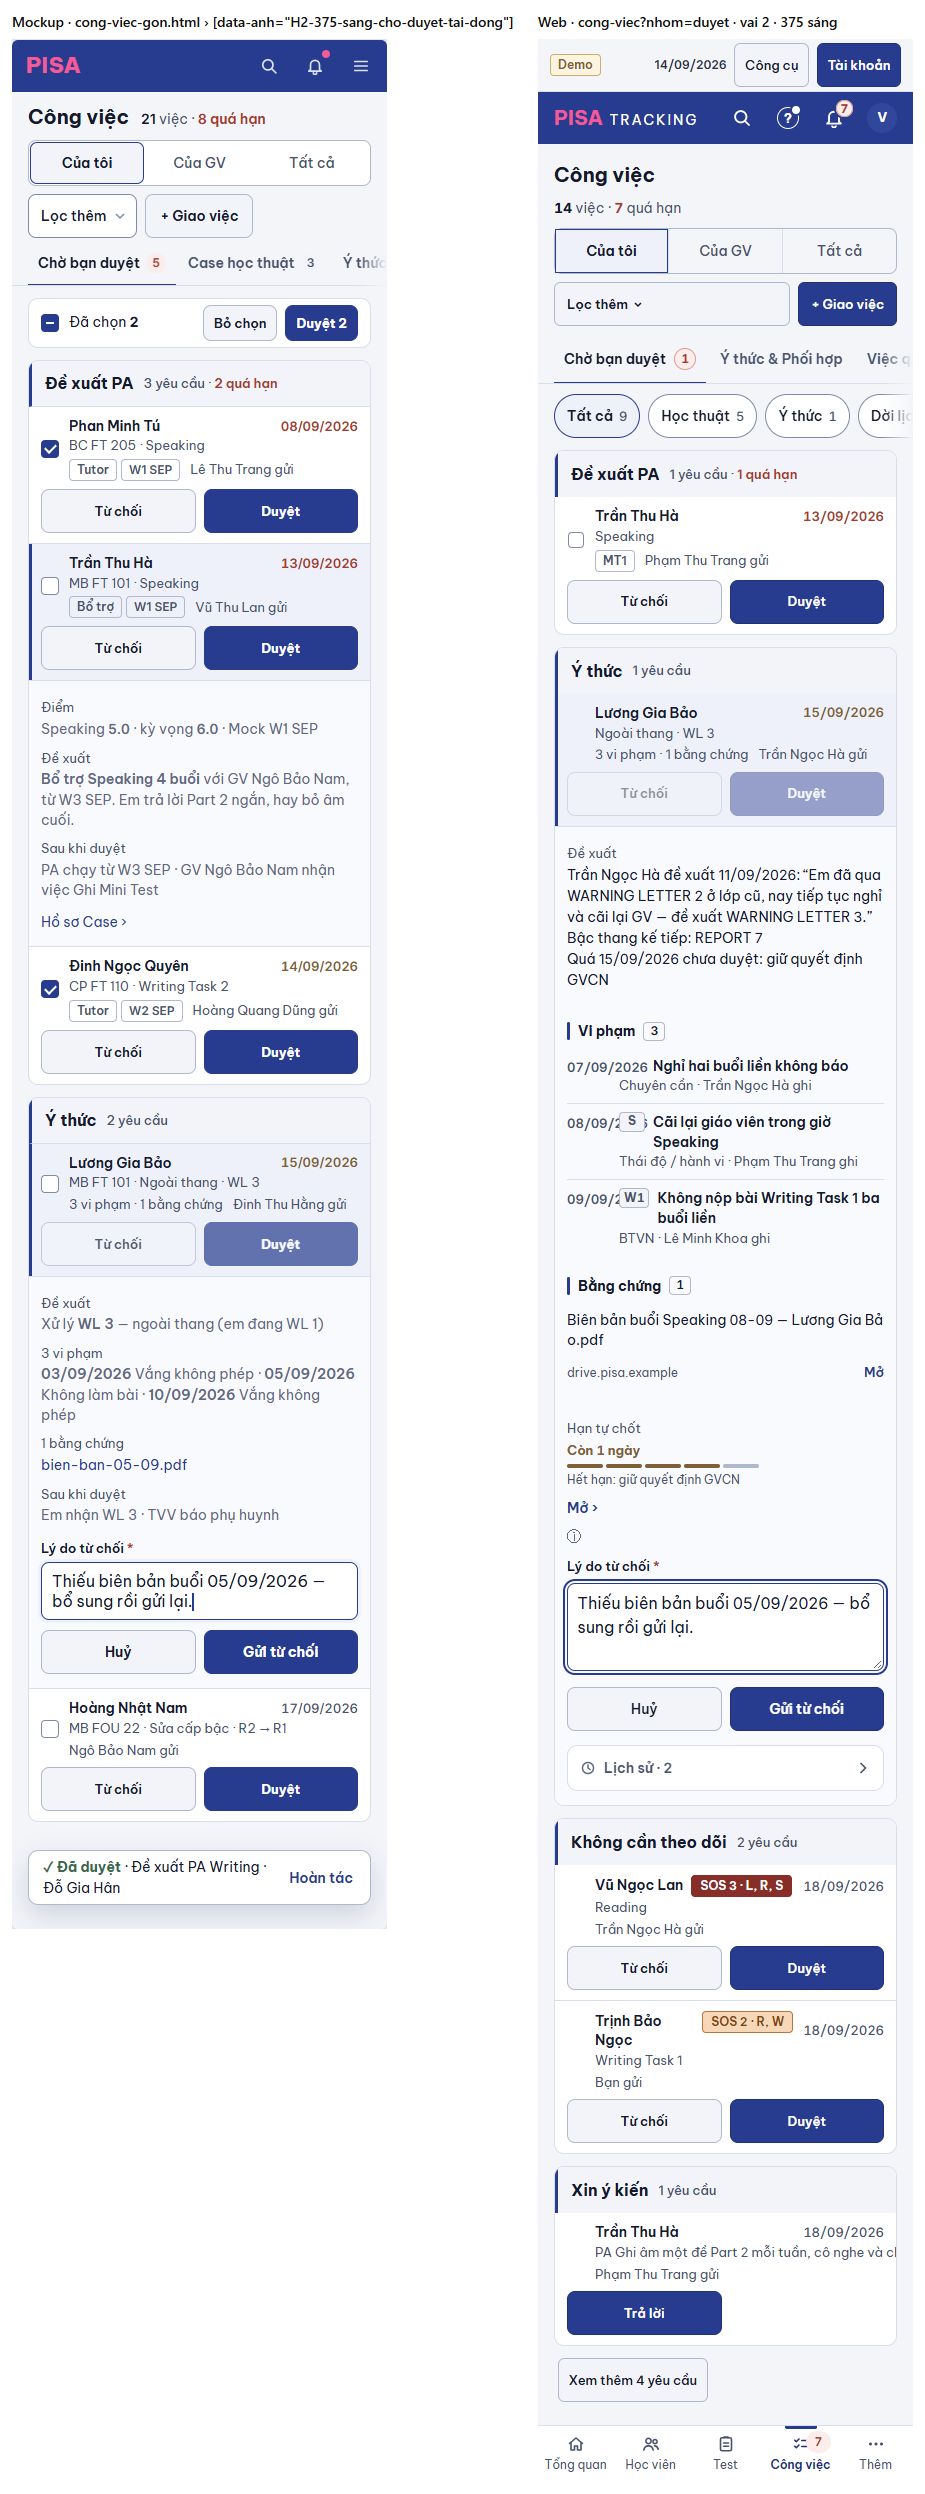 Mockup · cong-viec-gon.html › [data-anh="H2-375-sang-cho-duyet-tai-dong"]
PISA
Công việc 21 việc · 8 quá hạn
Của tôi Của GV Tất cả
Lọc thêm + Giao việc
Chờ bạn duyệt 5 Case học thuật 3 Ý thức
Đã chọn 2 Bỏ chọn Duyệt 2
Đề xuất PA 3 yêu cầu · 2 quá hạn
Phan Minh Tú 08/09/2026
BC FT 205 · Speaking
Tutor W1 SEP Lê Thu Trang gửi
Từ chối Duyệt
Trần Thu Hà 13/09/2026
MB FT 101 · Speaking
Bổ trợ W1 SEP Vũ Thu Lan gửi
Từ chối Duyệt
Điểm
Speaking 5.0 · kỳ vọng 6.0 · Mock W1 SEP
Đề xuất
Bổ trợ Speaking 4 buổi với GV Ngô Bảo Nam,
từ W3 SEP. Em trả lời Part 2 ngắn, hay bỏ âm
cuối.
Sau khi duyệt
PA chạy từ W3 SEP · GV Ngô Bảo Nam nhận
việc Ghi Mini Test
Hồ sơ Case ›
Đinh Ngọc Quyên 14/09/2026
CP FT 110 · Writing Task 2
Tutor W2 SEP Hoàng Quang Dũng gửi
Từ chối Duyệt
Ý thức 2 yêu cầu
Lương Gia Bảo 15/09/2026
MB FT 101 · Ngoài thang · WL 3
3 vi phạm · 1 bằng chứng Đinh Thu Hằng gửi
Từ chối Duyệt
Đề xuất
Xử lý WL 3 — ngoài thang (em đang WL 1)
3 vi phạm
03/09/2026 Vắng không phép · 05/09/2026
Không làm bài · 10/09/2026 Vắng không
phép
1 bằng chứng
bien-ban-05-09.pdf
Sau khi duyệt
Em nhận WL 3 · TVV báo phụ huynh
Lý do từ chối *
Thiếu biên bản buổi 05/09/2026 —
bổ sung rồi gửi lại.
Huỷ Gửi từ chối
Hoàng Nhật Nam 17/09/2026
MB FOU 22 · Sửa cấp bậc · R2 → R1
Ngô Bảo Nam gửi
Từ chối Duyệt
✓ Đã duyệt · Đề xuất PA Writing ·
Đỗ Gia Hân
Hoàn tác
Web · cong-viec?nhom=duyet · vai 2 · 375 sáng
Demo 14/09/2026 Công cụ Tài khoản
PISA TRACKING ? 7 V
Công việc
14 việc · 7 quá hạn
Của tôi Của GV Tất cả
Lọc thêm + Giao việc
Chờ bạn duyệt 1 Ý thức & Phối hợp Việc
Tất cả 9 Học thuật 5 Ý thức 1 Dời lịc
Đề xuất PA 1 yêu cầu · 1 quá hạn
Trần Thu Hà 13/09/2026
Speaking
MT1 Phạm Thu Trang gửi
Từ chối Duyệt
Ý thức 1 yêu cầu
Lương Gia Bảo 15/09/2026
Ngoài thang · WL 3
3 vi phạm · 1 bằng chứng Trần Ngọc Hà gửi
Từ chối Duyệt
Đề xuất
Trần Ngọc Hà đề xuất 11/09/2026: “Em đã qua
WARNING LETTER 2 ở lớp cũ, nay tiếp tục nghỉ
và cãi lại GV — đề xuất WARNING LETTER 3.”
Bậc thang kế tiếp: REPORT 7
Quá 15/09/2026 chưa duyệt: giữ quyết định
GVCN
Vi phạm 3
07/09/2026 Nghỉ hai buổi liền không báo
Chuyên cần · Trần Ngọc Hà ghi
08/09/2 6 S Cãi lại giáo viên trong giờ
Speaking
Thái độ / hành vi · Phạm Thu Trang ghi
09/09/2 W1 Không nộp bài Writing Task 1 ba
buổi liền
BTVN · Lê Minh Khoa ghi
Bằng chứng 1
Biên bản buổi Speaking 08-09 — Lương Gia Bả
o.pdf
drive.pisa.example Mở
Hạn tự chốt
Còn 1 ngày
Hết hạn: giữ quyết định GVCN
Mở ›
Lý do từ chối *
Thiếu biên bản buổi 05/09/2026 — bổ
sung rồi gửi lại.
Huỷ Gửi từ chối
Lịch sử · 2
Không cần theo dõi 2 yêu cầu
Vũ Ngọc Lan SOS 3 · L, R, S 18/09/2026
Reading
Trần Ngọc Hà gửi
Từ chối Duyệt
Trịnh Bảo
Ngọc
SOS 2 · R, W 18/09/2026
Writing Task 1
Bạn gửi
Từ chối Duyệt
Xin ý kiến 1 yêu cầu
Trần Thu Hà 18/09/2026
PA Ghi âm một đề Part 2 mỗi tuần, cô nghe và
Phạm Thu Trang gửi
Trả lời
Xem thêm 4 yêu cầu
7
Tổng quan Học viên Test Công việc Thêm